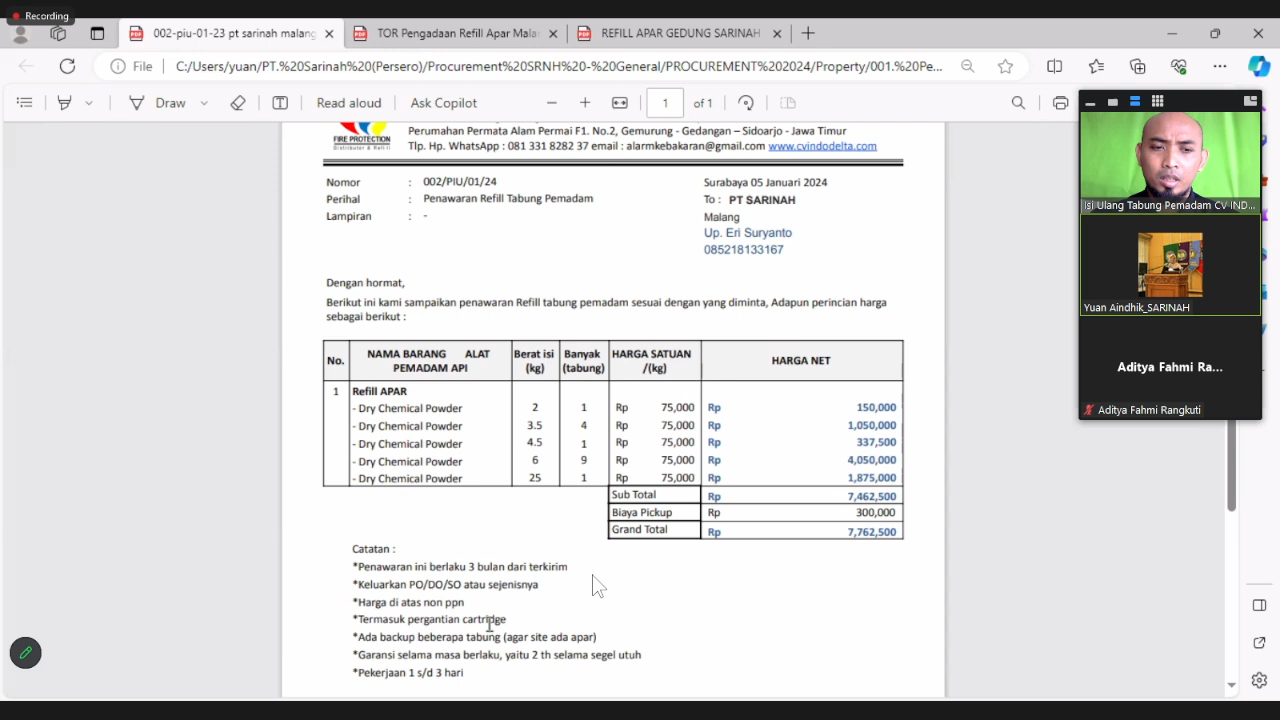 Recording
002-piu-01-23 pt sarinah malang
TOR Pengadaan Refill Apar Mala
REFILL APAR GEDUNG SARINAH
File
C:/Users/yuan/PT.%20Sarinah%20(Persero)/Procurement%20SRNH%20-%20General/PROCUREMENT%202024/Property/001.%20Pe...
Draw
Read aloud
Ask Copilot
1 of 1
FIRE PROTECTION
Distributor & Refill
Perumahan Permata Alam Permai F1. No.2, Gemurung - Gedangan – Sidoarjo - Jawa Timur
Tlp. Hp. WhatsApp : 081 331 8282 37 email : alarmkebakaran@gmail.com www.cvindodelta.com
Nomor : 002/PIU/01/24
Surabaya 05 Januari 2024
Perihal : Penawaran Refill Tabung Pemadam
To : PT SARINAH
Lampiran : -
Malang
Up. Eri Suryanto
085218133167
Dengan hormat,
Berikut ini kami sampaikan penawaran Refill tabung pemadam sesuai dengan yang diminta, Adapun perincian harga
sebagai berikut :
No. NAMA BARANG ALAT PEMADAM API Berat isi (kg) Banyak (tabung) HARGA SATUAN /(kg) HARGA NET
1 Refill APAR
- Dry Chemical Powder 2 1 Rp 75,000 Rp 150,000
- Dry Chemical Powder 3.5 4 Rp 75,000 Rp 1,050,000
- Dry Chemical Powder 4.5 1 Rp 75,000 Rp 337,500
- Dry Chemical Powder 6 9 Rp 75,000 Rp 4,050,000
- Dry Chemical Powder 25 1 Rp 75,000 Rp 1,875,000
Sub Total Rp 7,462,500
Biaya Pickup Rp 300,000
Grand Total Rp 7,762,500
Catatan :
*Penawaran ini berlaku 3 bulan dari terkirim
*Keluarkan PO/DO/SO atau sejenisnya
*Harga di atas non ppn
*Termasuk pergantian cartridge
*Ada backup beberapa tabung (agar site ada apar)
*Garansi selama masa berlaku, yaitu 2 th selama segel utuh
*Pekerjaan 1 s/d 3 hari
Isi Ulang Tabung Pemadam CV IND...
Yuan Aindhik_SARINAH
Aditya Fahmi Ra...
Aditya Fahmi Rangkuti